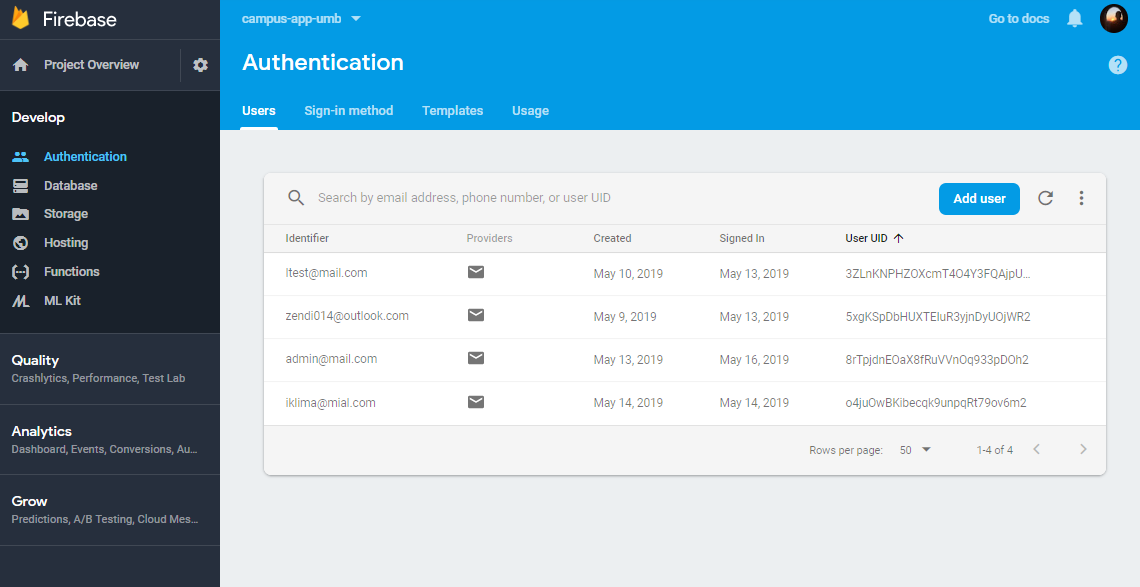 Firebase
campus-app-umb
Go to docs
Project Overview
Authentication
?
Users Sign-in method Templates Usage
Develop
Authentication
Database
Storage
Hosting
Functions
ML Kit
Quality
Crashlytics, Performance, Test Lab
Analytics
Dashboard, Events, Conversions, Au...
Grow
Predictions, A/B Testing, Cloud Mes...
Search by email address, phone number, or user UID
Add user
Identifier Providers Created Signed In User UID
ltest@mail.com May 10, 2019 May 13, 2019 3ZLnKNPHZOXcmT4O4Y3FQAjpU...
zendi014@outlook.com May 9, 2019 May 13, 2019 5xgKSpDbHUXTEluR3yjnDyUOjWR2
admin@mail.com May 13, 2019 May 16, 2019 8rTpjdnEOaX8fRuVVnOq933pDOh2
iklima@mial.com May 14, 2019 May 14, 2019 o4juOwBKibecqk9unpqRt79ov6m2
Rows per page: 50 1-4 of 4